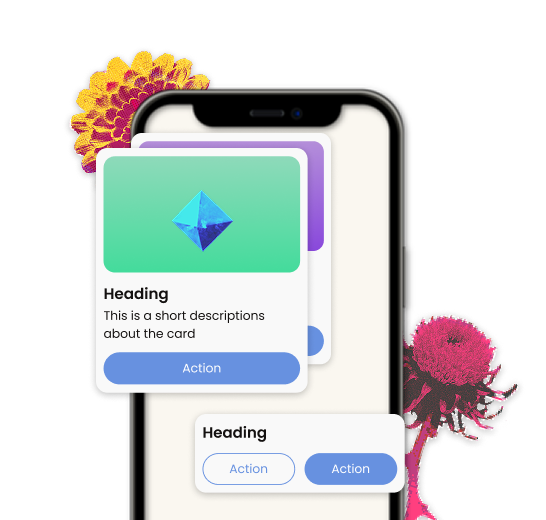 Heading
This is a short descriptions
about the card
Action
Heading
Action Action